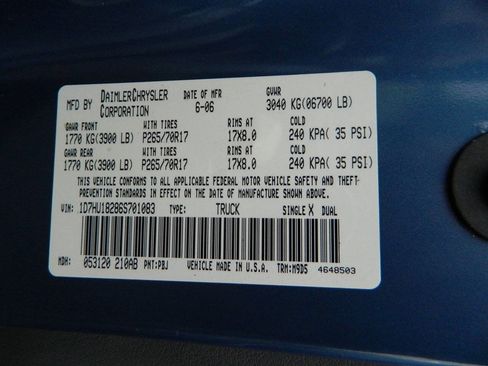 MFD BY DAIMLERCHRYSLER CORPORATION DATE OF MFR 6-06 GVWR 3040 KG(06700 LB)
GAWR FRONT WITH TIRES RIMS AT COLD
1770 KG(3900 LB) P265/70R17 17X8.0 240 KPA( 35 PSI)
GAWR REAR WITH TIRES RIMS AT COLD
1770 KG(3900 LB) P265/70R17 17X8.0 240 KPA( 35 PSI)
THIS VEHICLE CONFORMS TO ALL APPLICABLE FEDERAL MOTOR VEHICLE SAFETY AND THEFT
PREVENTION STANDARDS IN EFFECT ON THE DATE OF MANUFACTURE SHOWN ABOVE.
VIN: 1D7HU18286S701083 TYPE: TRUCK SINGLE X DUAL
MDH: 053120 210AB PNT:PBJ VEHICLE MADE IN U.S.A. TRM:M9D5 4648503